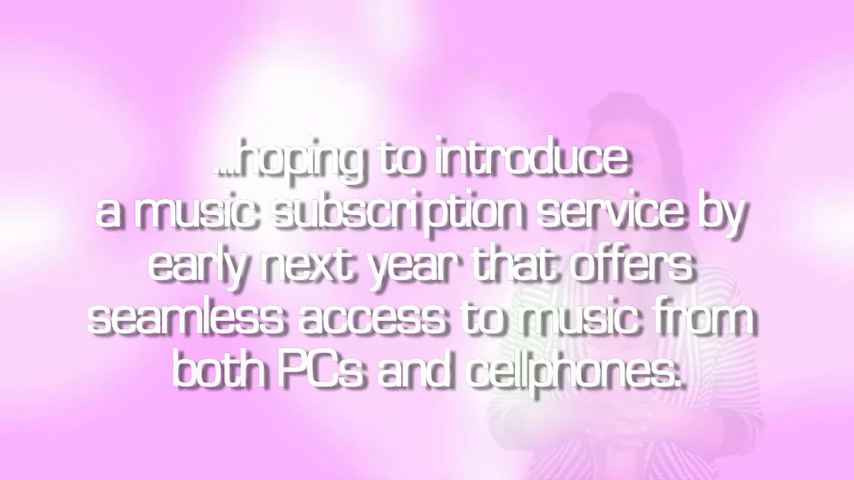 ...hoping to introduce
a music subscription service by
early next year that offers
seamless access to music from
both PCs and cellphones.